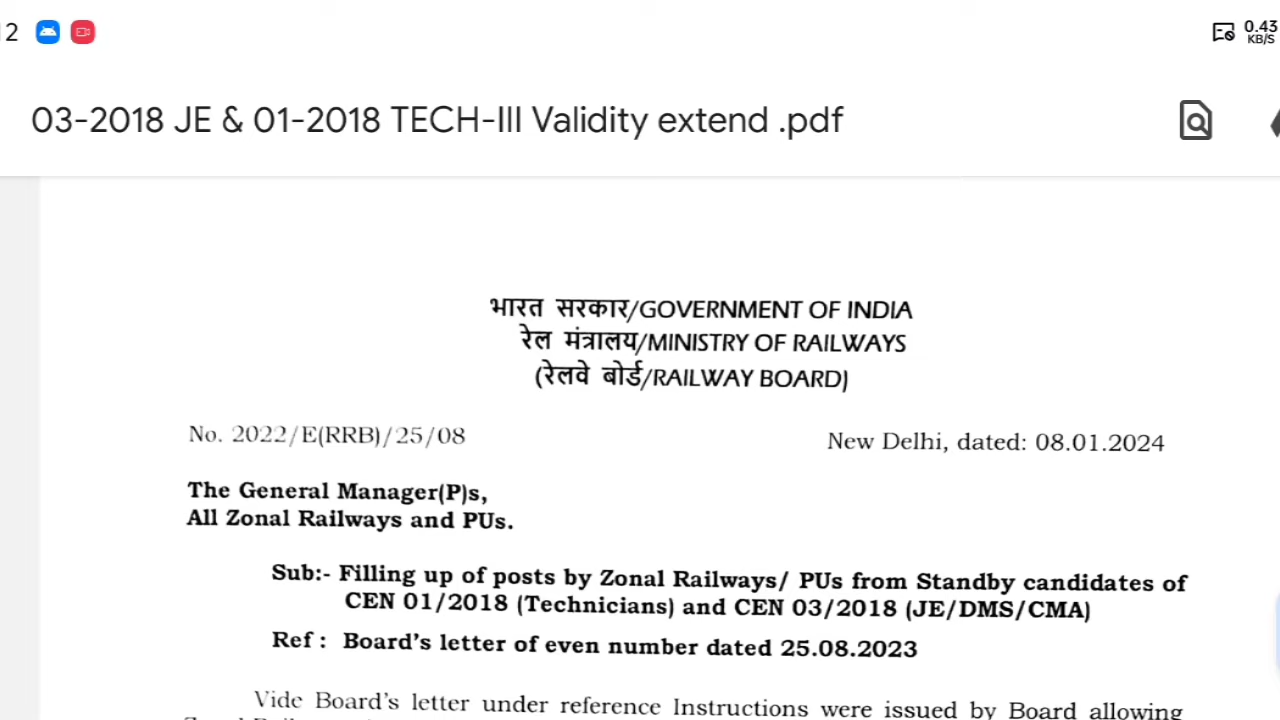 12
0.43
KB/S
03-2018 JE & 01-2018 TECH-III Validity extend .pdf
भारत सरकार/GOVERNMENT OF INDIA
रेल मंत्रालय/MINISTRY OF RAILWAYS
(रेलवे बोर्ड/RAILWAY BOARD)
No. 2022/E(RRB)/25/08
New Delhi, dated: 08.01.2024
The General Manager(P)s,
All Zonal Railways and PUs.
Sub:- Filling up of posts by Zonal Railways/ PUs from Standby candidates of
CEN 01/2018 (Technicians) and CEN 03/2018 (JE/DMS/CMA)
Ref : Board's letter of even number dated 25.08.2023
Vide Board's letter under reference Instructions were issued by Board allowing